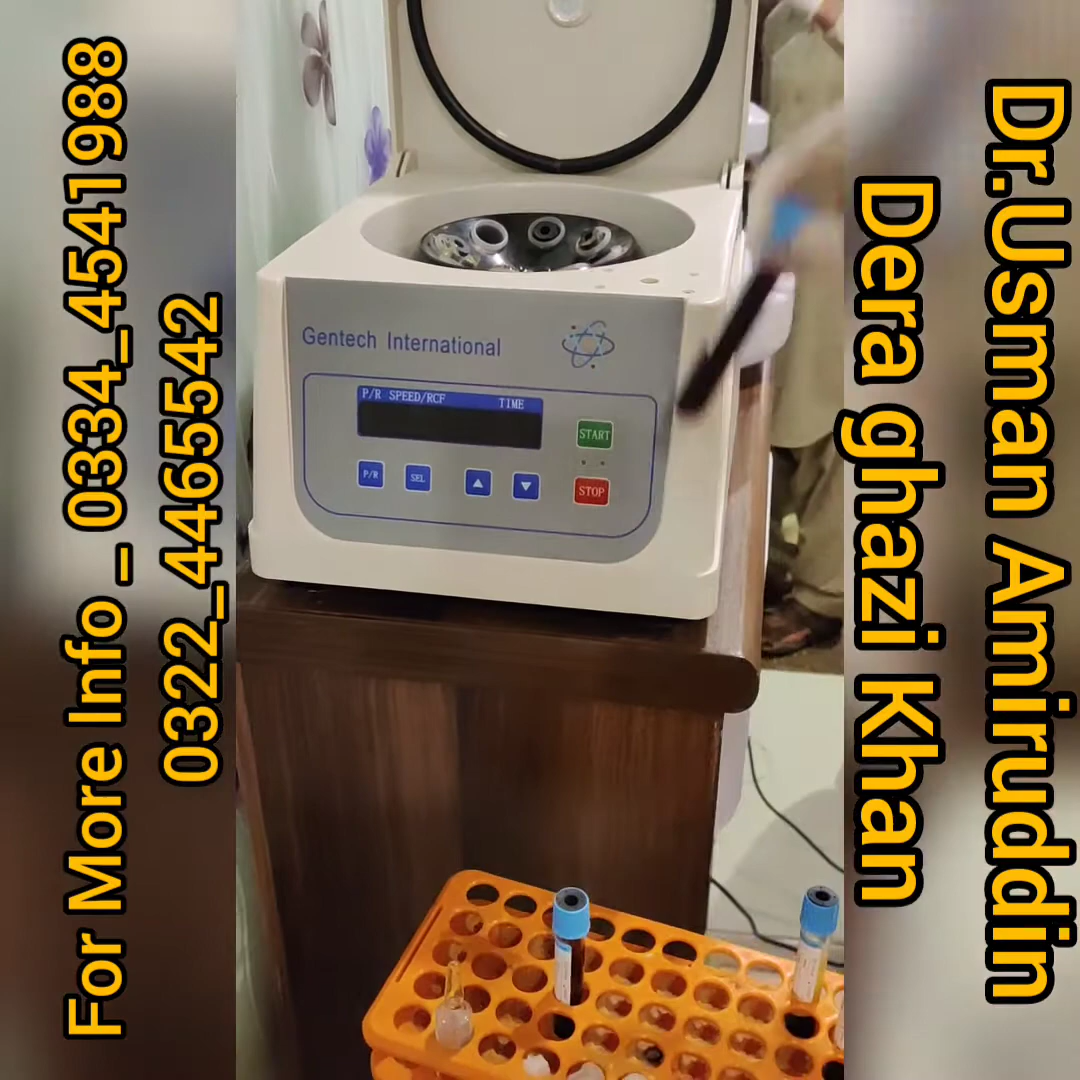 For More Info _ 0334_4541988
0322_4465542
Dr.Usman Amiruddin
Dera ghazi Khan
Gentech International
P/R SPEED/RCF TIME
START
P/R SEL
STOP